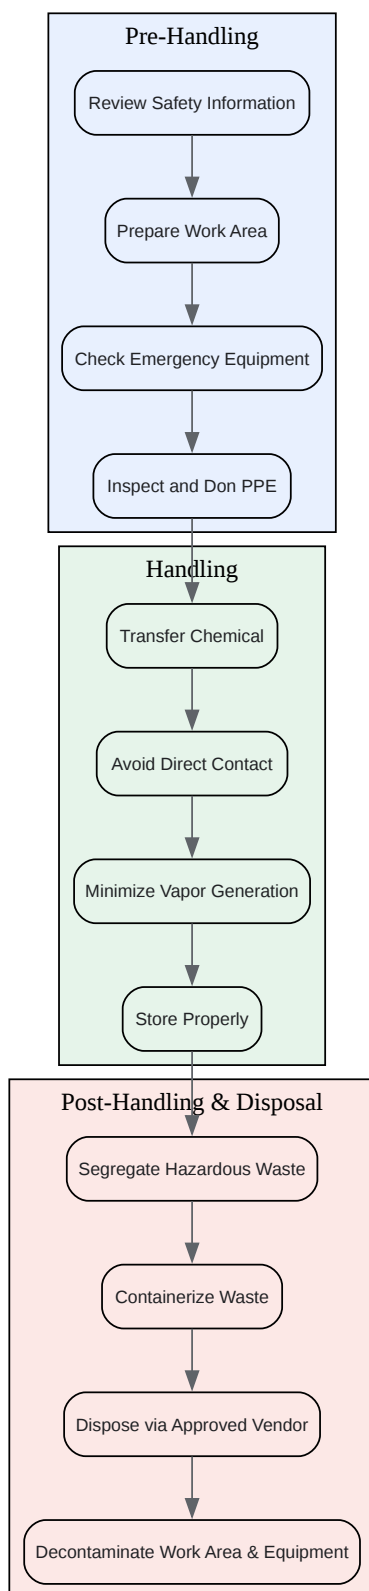 Pre-Handling
Review Safety Information
Prepare Work Area
Check Emergency Equipment
Inspect and Don PPE
Handling
Transfer Chemical
Avoid Direct Contact
Minimize Vapor Generation
Store Properly
Post-Handling & Disposal
Segregate Hazardous Waste
Containerize Waste
Dispose via Approved Vendor
Decontaminate Work Area & Equipment